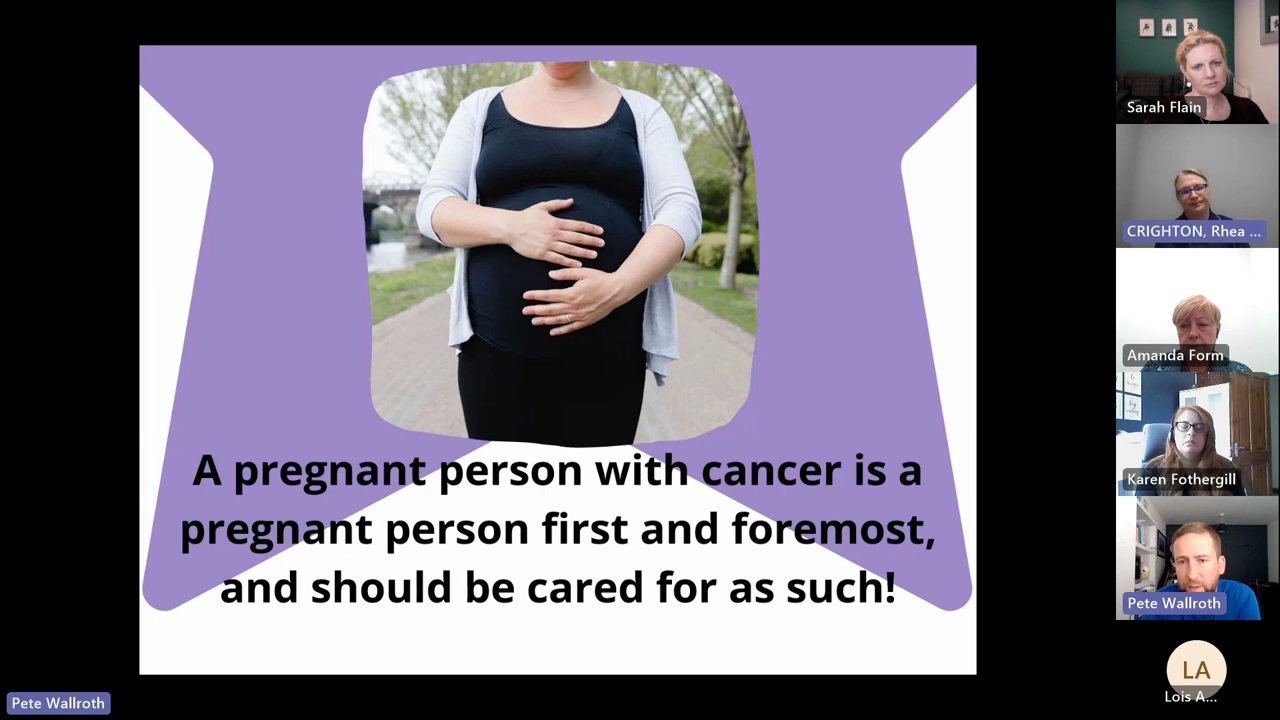 A pregnant person with cancer is a
pregnant person first and foremost,
and should be cared for as such!
Sarah Flain
CRIGHTON, Rhea ...
Amanda Form
Karen Fothergill
Pete Wallroth
LA
Lois A...
Pete Wallroth